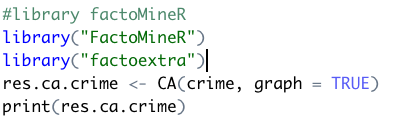 #library factoMineR
library("FactoMineR")
library("factoextra")
res.ca.crime <- CA(crime, graph = TRUE)
print(res.ca.crime)